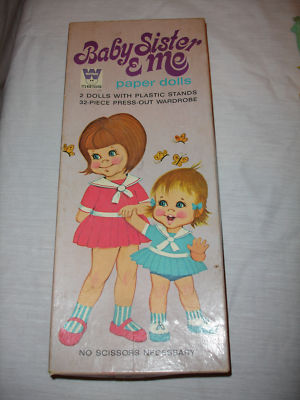 Baby Sister
& Me
paper dolls
2 DOLLS WITH PLASTIC STANDS
32-PIECE PRESS-OUT WARDROBE
W
NO SCISSORS NECESSARY